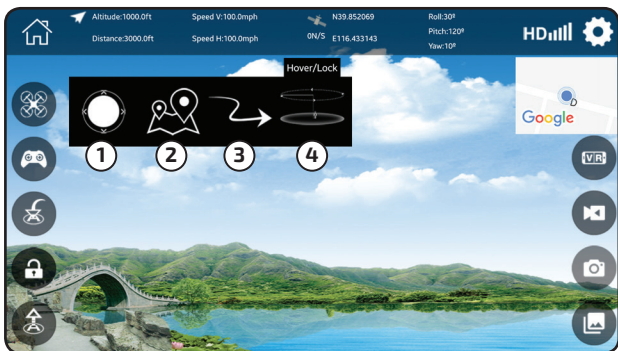 Altitude:1000.0ft
Speed V:100.0mph
N39.852069
Roll:30º
Distance:3000.0ft
Speed H:100.0mph
0N/S
E116.433143
Pitch:120º
Yaw:10º
HD
Hover/Lock
1 2 3 4
D
Google
VR